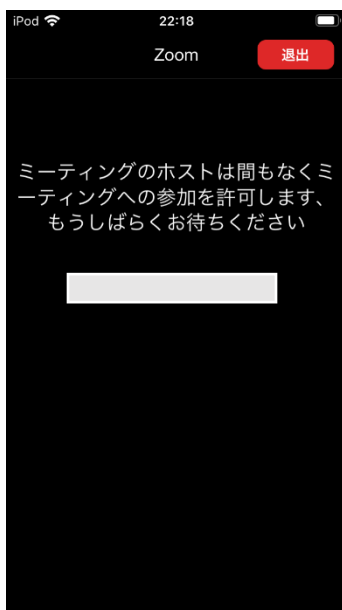 iPod 22:18
Zoom 退出
ミーティングのホストは間もなくミ
ーティングへの参加を許可します、
もうしばらくお待ちください